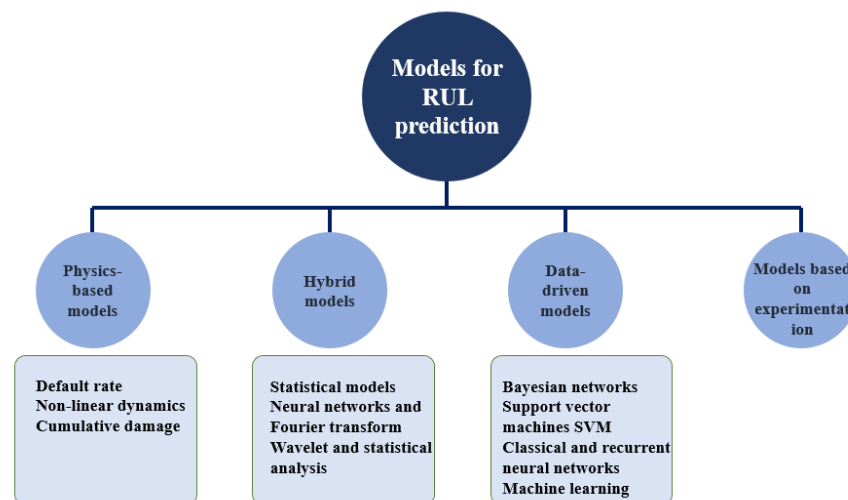 Models for
RUL
prediction
Physics-
based
models
Hybrid
models
Data-
driven
models
Models based
on
experimentat
ion
Default rate
Non-linear dynamics
Cumulative damage
Statistical models
Neural networks and
Fourier transform
Wavelet and statistical
analysis
Bayesian networks
Support vector
machines SVM
Classical and recurrent
neural networks
Machine learning